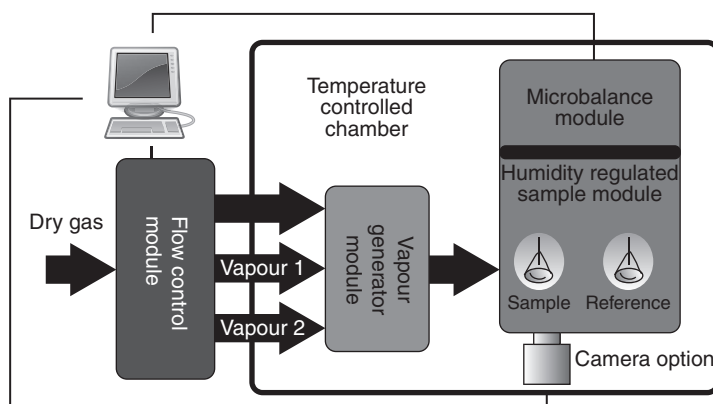 Temperature
controlled
chamber
Microbalance
module
Humidity regulated
sample module
Dry gas
Flow control
module
Vapour 1
Vapour 2
Vapour
generator
module
Sample
Reference
Camera option